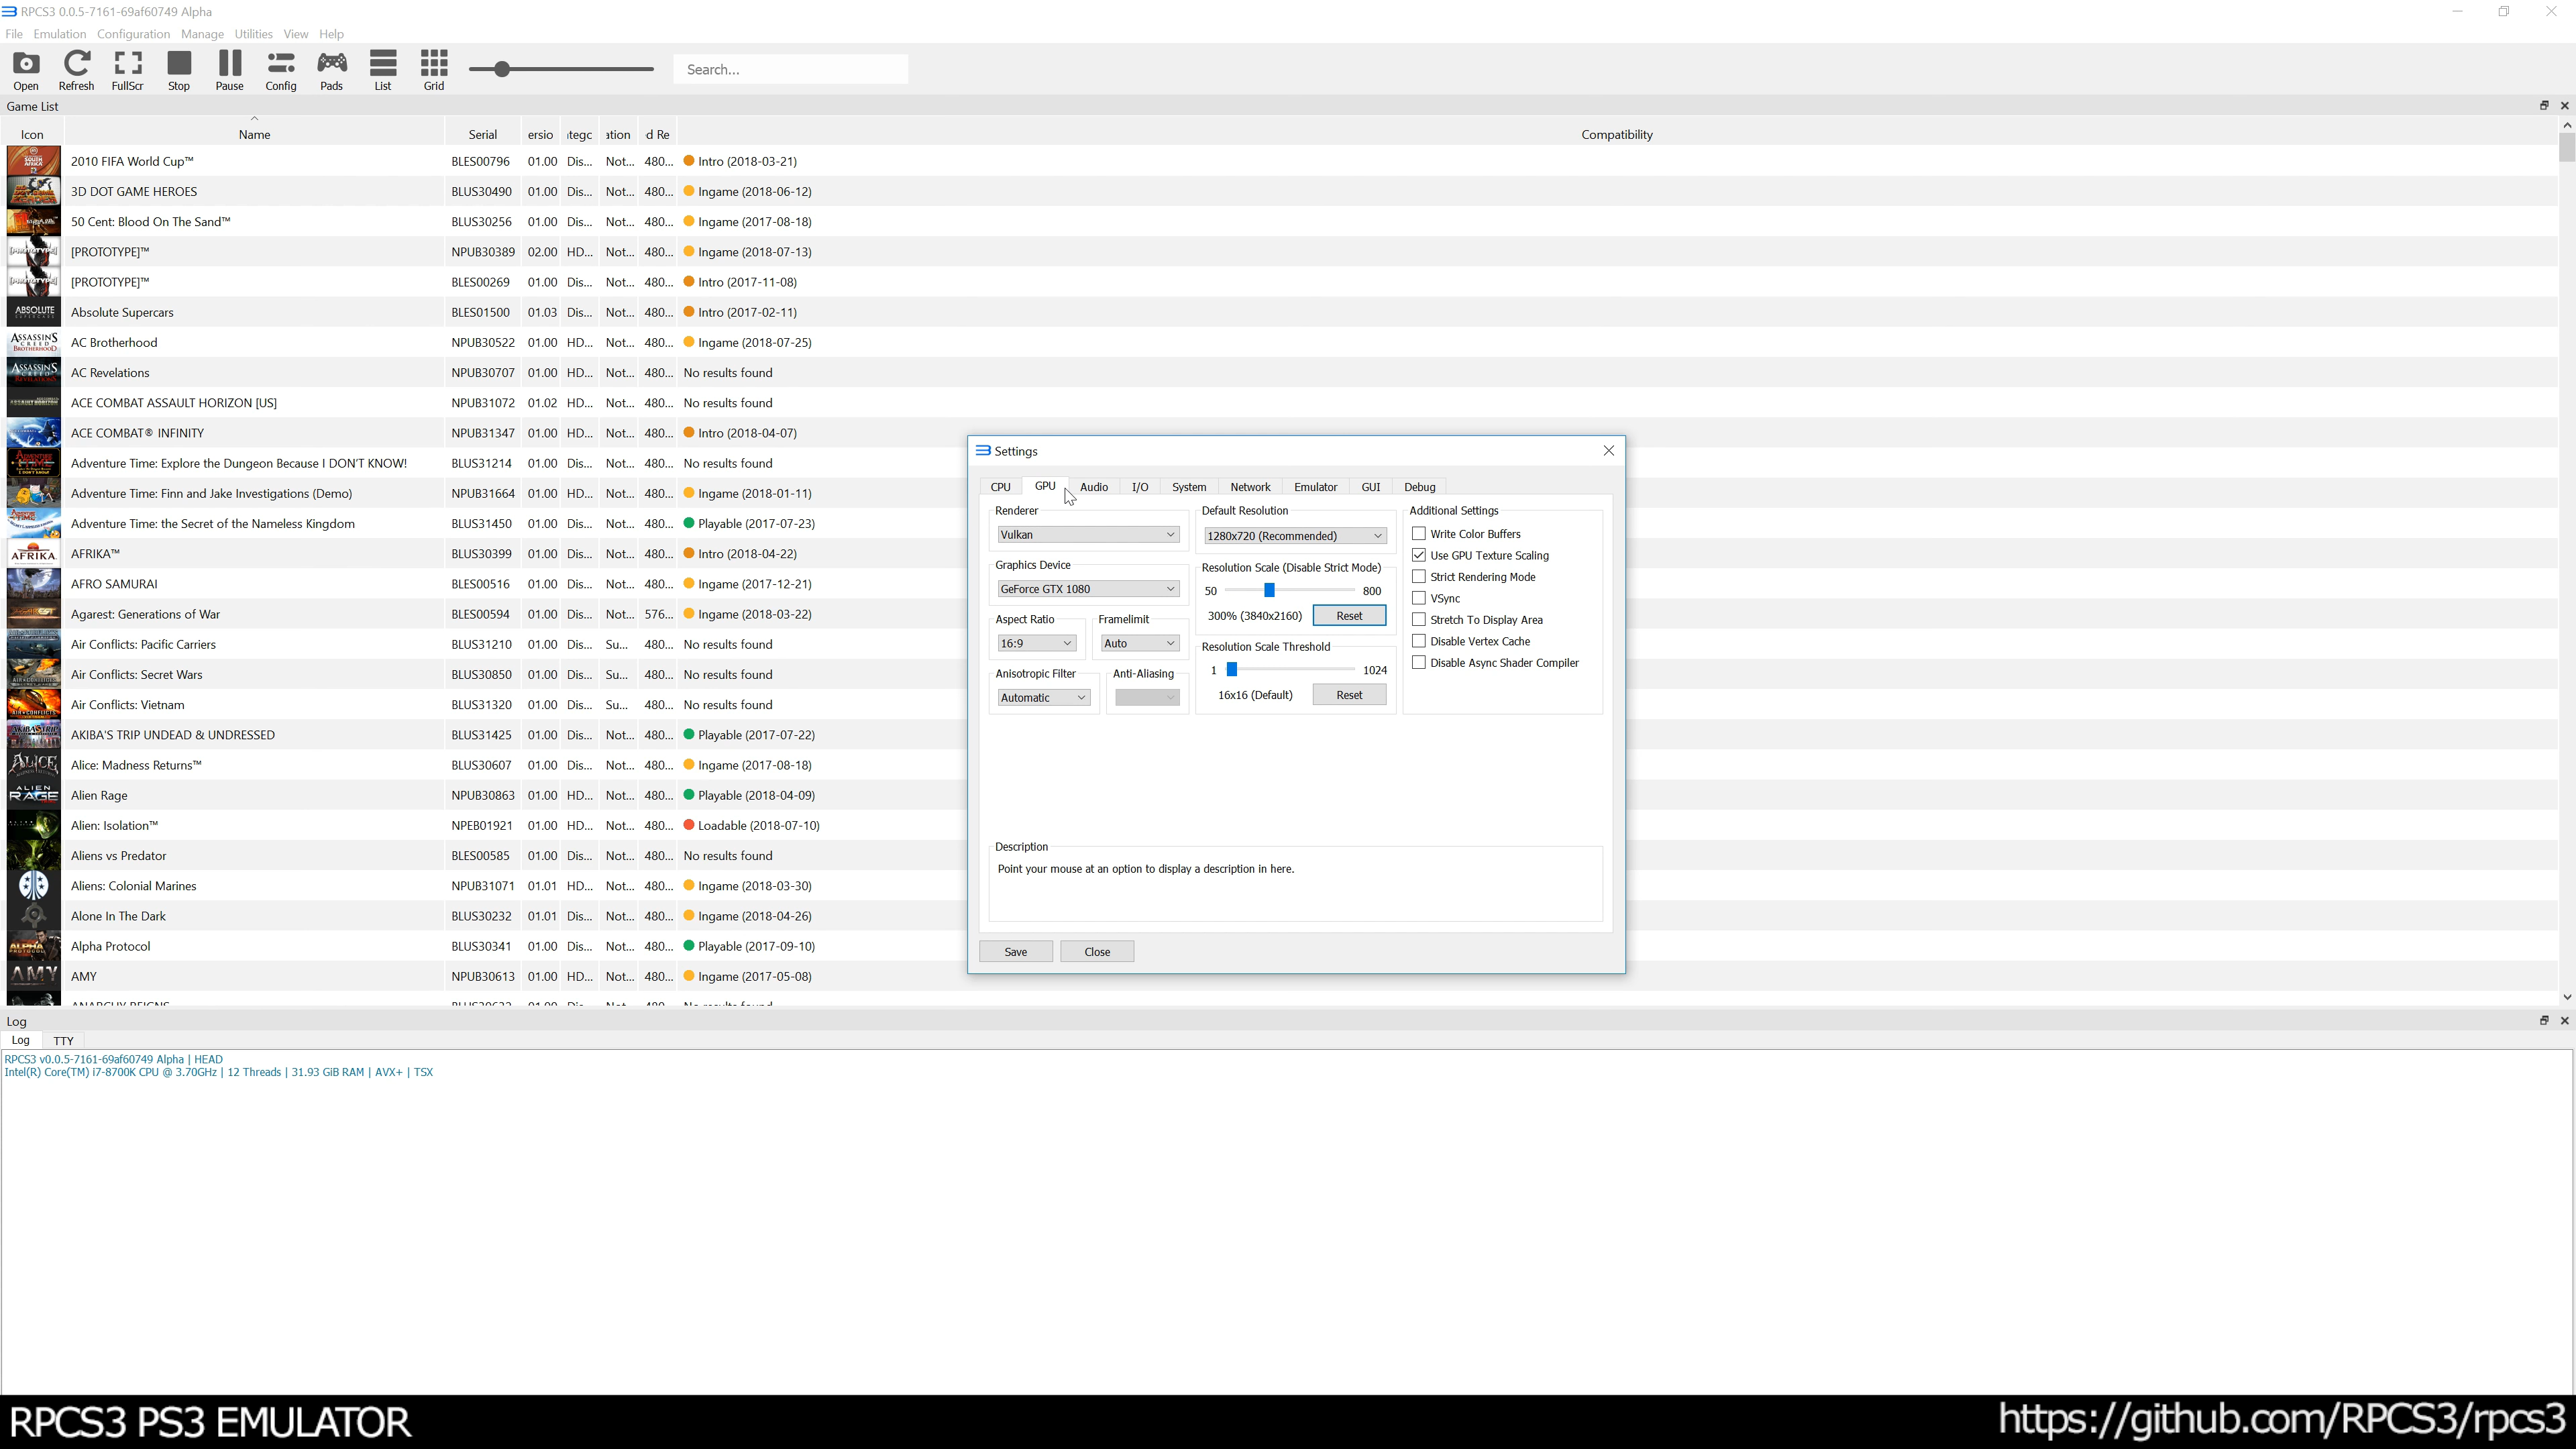 RPCS3 0.0.5-7161-69af60749 Alpha
File Emulation Configuration Manage Utilities View Help
Open Refresh FullScr Stop Pause Config Pads List Grid Search...
Game List
Icon Name Serial ersio itegc ation d Re Compatibility
2010 FIFA World Cup™ BLES00796 01.00 Dis... Not... 480... Intro (2018-03-21)
3D DOT GAME HEROES BLUS30490 01.00 Dis... Not... 480... Ingame (2018-06-12)
50 Cent: Blood On The Sand™ BLUS30256 01.00 Dis... Not... 480... Ingame (2017-08-18)
[PROTOTYPE]™ NPUB30389 02.00 HD... Not... 480... Ingame (2018-07-13)
[PROTOTYPE]™ BLES00269 01.00 Dis... Not... 480... Intro (2017-11-08)
ABSOLUTE Absolute Supercars BLES01500 01.03 Dis... Not... 480... Intro (2017-02-11)
ASSASSIN'S CREED BROTHERHOOD AC Brotherhood NPUB30522 01.00 HD... Not... 480... Ingame (2018-07-25)
ASSASSIN'S CREED REVELATIONS AC Revelations NPUB30707 01.00 HD... Not... 480... No results found
ACE COMBAT ASSAULT HORIZON [US] NPUB31072 01.02 HD... Not... 480... No results found
ACE COMBAT® INFINITY NPUB31347 01.00 HD... Not... 480... Intro (2018-04-07)
Adventure Time: Explore the Dungeon Because I DON'T KNOW! BLUS31214 01.00 Dis... Not... 480... No results found
Adventure Time: Finn and Jake Investigations (Demo) NPUB31664 01.00 HD... Not... 480... Ingame (2018-01-11)
Adventure Time: the Secret of the Nameless Kingdom BLUS31450 01.00 Dis... Not... 480... Playable (2017-07-23)
AFRIKA AFRIKA™ BLUS30399 01.00 Dis... Not... 480... Intro (2018-04-22)
AFRO SAMURAI BLES00516 01.00 Dis... Not... 480... Ingame (2017-12-21)
Agarest: Generations of War BLES00594 01.00 Dis... Not... 576... Ingame (2018-03-22)
Air Conflicts: Pacific Carriers BLUS31210 01.00 Dis... Su... 480... No results found
Air Conflicts: Secret Wars BLUS30850 01.00 Dis... Su... 480... No results found
Air Conflicts: Vietnam BLUS31320 01.00 Dis... Su... 480... No results found
AKIBA'S TRIP UNDEAD & UNDRESSED BLUS31425 01.00 Dis... Not... 480... Playable (2017-07-22)
ALICE Alice: Madness Returns™ BLUS30607 01.00 Dis... Not... 480... Ingame (2017-08-18)
ALIEN RAGE Alien Rage NPUB30863 01.00 HD... Not... 480... Playable (2018-04-09)
Alien: Isolation™ NPEB01921 01.00 HD... Not... 480... Loadable (2018-07-10)
Aliens vs Predator BLES00585 01.00 Dis... Not... 480... No results found
Aliens: Colonial Marines NPUB31071 01.01 HD... Not... 480... Ingame (2018-03-30)
Alone In The Dark BLUS30232 01.01 Dis... Not... 480... Ingame (2018-04-26)
ALPHA PROTOCOL Alpha Protocol BLUS30341 01.00 Dis... Not... 480... Playable (2017-09-10)
AMY AMY NPUB30613 01.00 HD... Not... 480... Ingame (2017-05-08)
Settings
CPU GPU Audio I/O System Network Emulator GUI Debug
Renderer
Vulkan
Graphics Device
GeForce GTX 1080
Aspect Ratio Framelimit
16:9 Auto
Anisotropic Filter Anti-Aliasing
Automatic
Default Resolution
1280x720 (Recommended)
Resolution Scale (Disable Strict Mode)
50 800
300% (3840x2160) Reset
Resolution Scale Threshold
1 1024
16x16 (Default) Reset
Additional Settings
Write Color Buffers
Use GPU Texture Scaling
Strict Rendering Mode
VSync
Stretch To Display Area
Disable Vertex Cache
Disable Async Shader Compiler
Description
Point your mouse at an option to display a description in here.
Save Close
Log
Log TTY
RPCS3 v0.0.5-7161-69af60749 Alpha | HEAD
Intel(R) Core(TM) i7-8700K CPU @ 3.70GHz | 12 Threads | 31.93 GiB RAM | AVX+ | TSX
RPCS3 PS3 EMULATOR
https://github.com/RPCS3/rpcs3